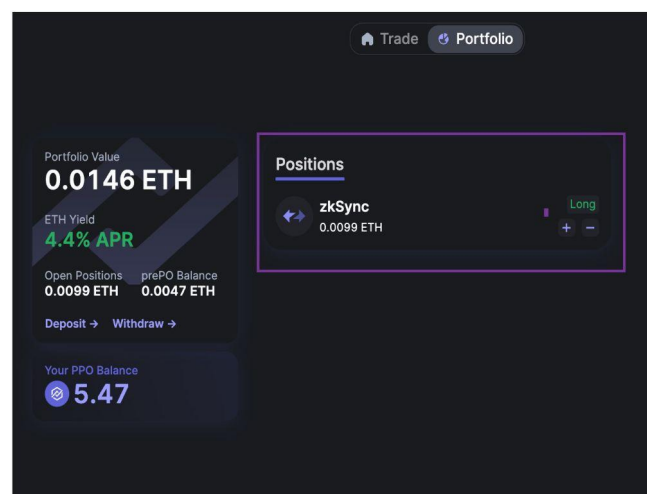 Trade Portfolio
Portfolio Value
0.0146 ETH
ETH Yield
4.4% APR
Open Positions prePO Balance
0.0099 ETH 0.0047 ETH
Deposit → Withdraw →
Your PPO Balance
5.47
Positions
zkSync Long
0.0099 ETH + −